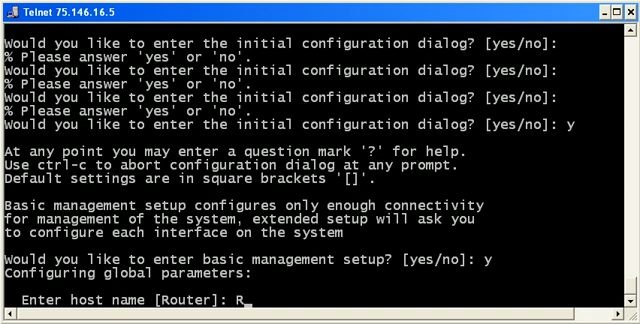 Telnet 75.146.16.5
Would you like to enter the initial configuration dialog? [yes/no]:
% Please answer 'yes' or 'no'.
Would you like to enter the initial configuration dialog? [yes/no]:
% Please answer 'yes' or 'no'.
Would you like to enter the initial configuration dialog? [yes/no]:
% Please answer 'yes' or 'no'.
Would you like to enter the initial configuration dialog? [yes/no]: y
At any point you may enter a question mark '?' for help.
Use ctrl-c to abort configuration dialog at any prompt.
Default settings are in square brackets '[]'.
Basic management setup configures only enough connectivity
for management of the system, extended setup will ask you
to configure each interface on the system
Would you like to enter basic management setup? [yes/no]: y
Configuring global parameters:
Enter host name [Router]: R_